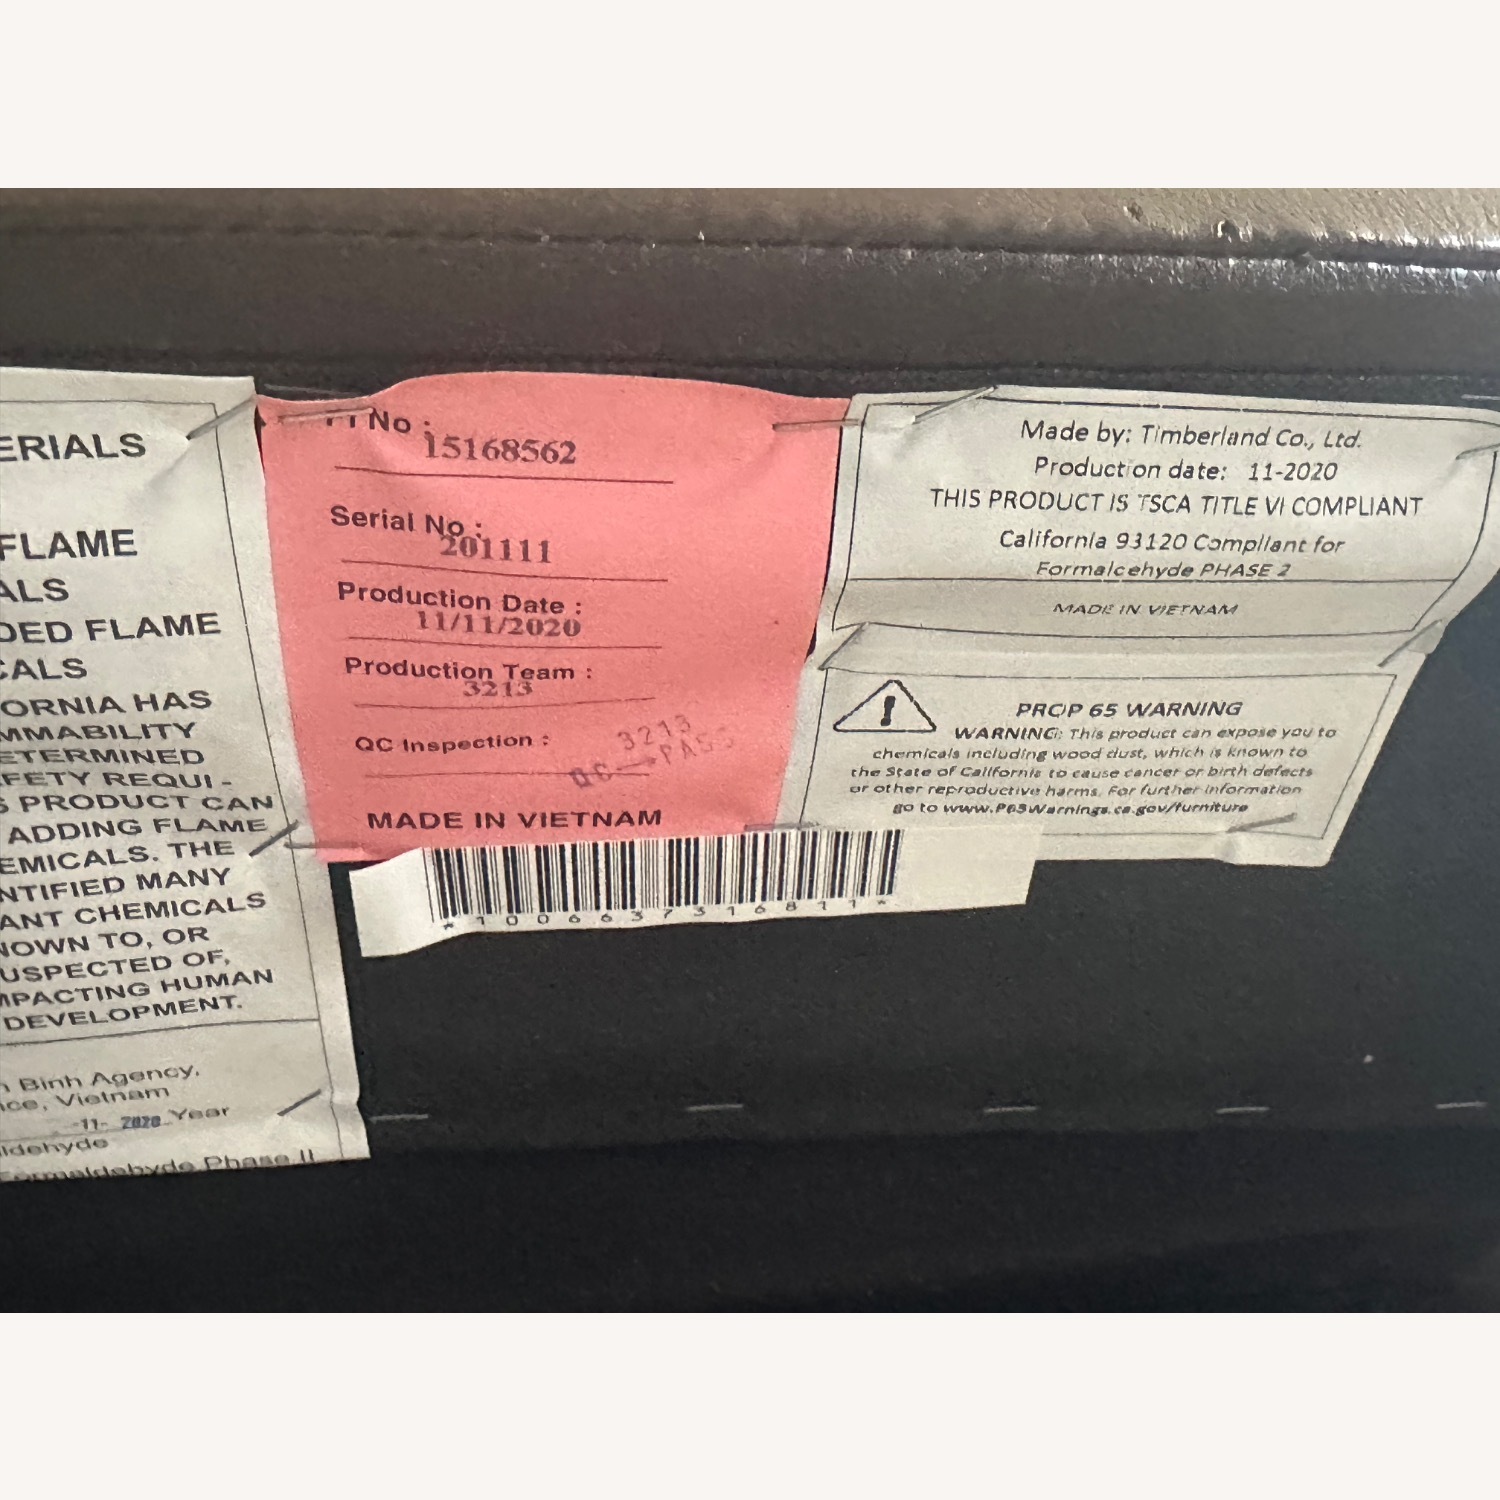 ERIALS
FLAME
ALS
DED FLAME
CALS
ORNIA HAS
MMABILITY
ETERMINED
FETY REQUI-
S PRODUCT CAN
ADDING FLAME
EMICALS. THE
NTIFIED MANY
ANT CHEMICALS
NOWN TO, OR
USPECTED OF,
MPACTING HUMAN
DEVELOPMENT.
n Binh Agency,
nce, Vietnam
-11- 2020 Year
ldehyde
Formaldehyde Phase II
No :
15168562
Serial No :
201111
Production Date :
11/11/2020
Production Team :
3213
QC Inspection :
3213
QC→PASS
MADE IN VIETNAM
*1006637316811*
Made by: Timberland Co., Ltd.
Production date: 11-2020
THIS PRODUCT IS TSCA TITLE VI COMPLIANT
California 93120 Compliant for
Formalcehyde PHASE 2
MADE IN VIETNAM
PROP 65 WARNING
WARNING: This product can expose you to
chemicals including wood dust, which is known to
the State of California to cause cancer or birth defects
or other reproductive harms. For further information
go to www.P65Warnings.ca.gov/furniture